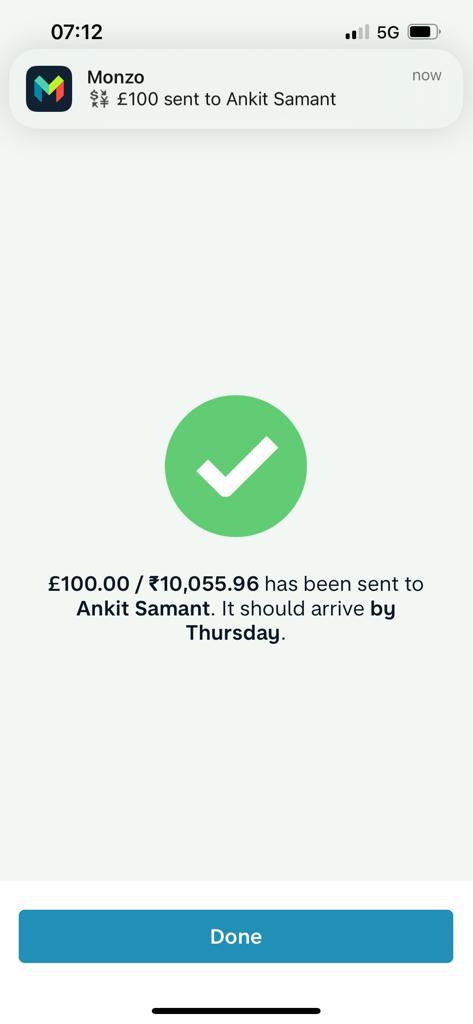 07:12
5G
Monzo
now
💱 £100 sent to Ankit Samant
£100.00 / ₹10,055.96 has been sent to
Ankit Samant. It should arrive by
Thursday.
Done